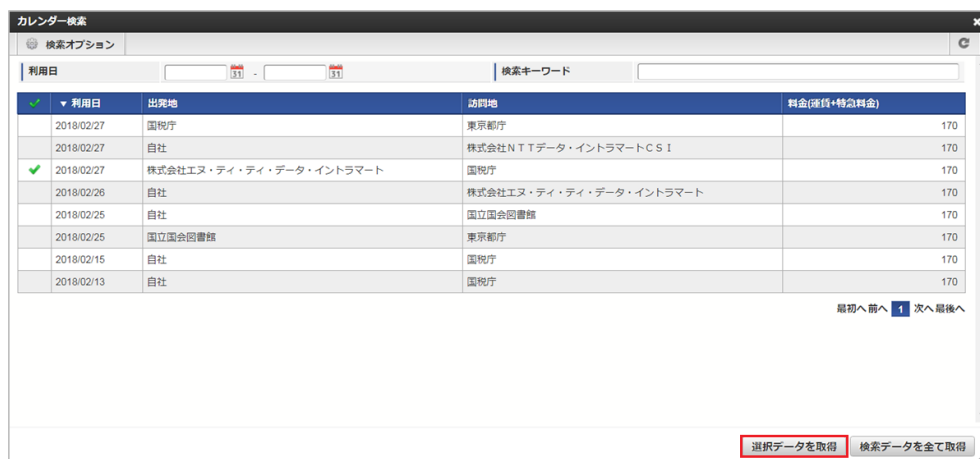 カレンダー検索
検索オプション
利用日 31 - 31 検索キーワード
▼ 利用日 出発地 訪問地 料金(運賃+特急料金)
2018/02/27 国税庁 東京都庁 170
2018/02/27 自社 株式会社NTTデータ・イントラマートCSI 170
2018/02/27 株式会社エヌ・ティ・ティ・データ・イントラマート 国税庁 170
2018/02/26 自社 株式会社エヌ・ティ・ティ・データ・イントラマート 170
2018/02/25 自社 国立国会図書館 170
2018/02/25 国立国会図書館 東京都庁 170
2018/02/15 自社 国税庁 170
2018/02/13 自社 国税庁 170
最初へ 前へ 1 次へ 最後へ
選択データを取得 検索データを全て取得